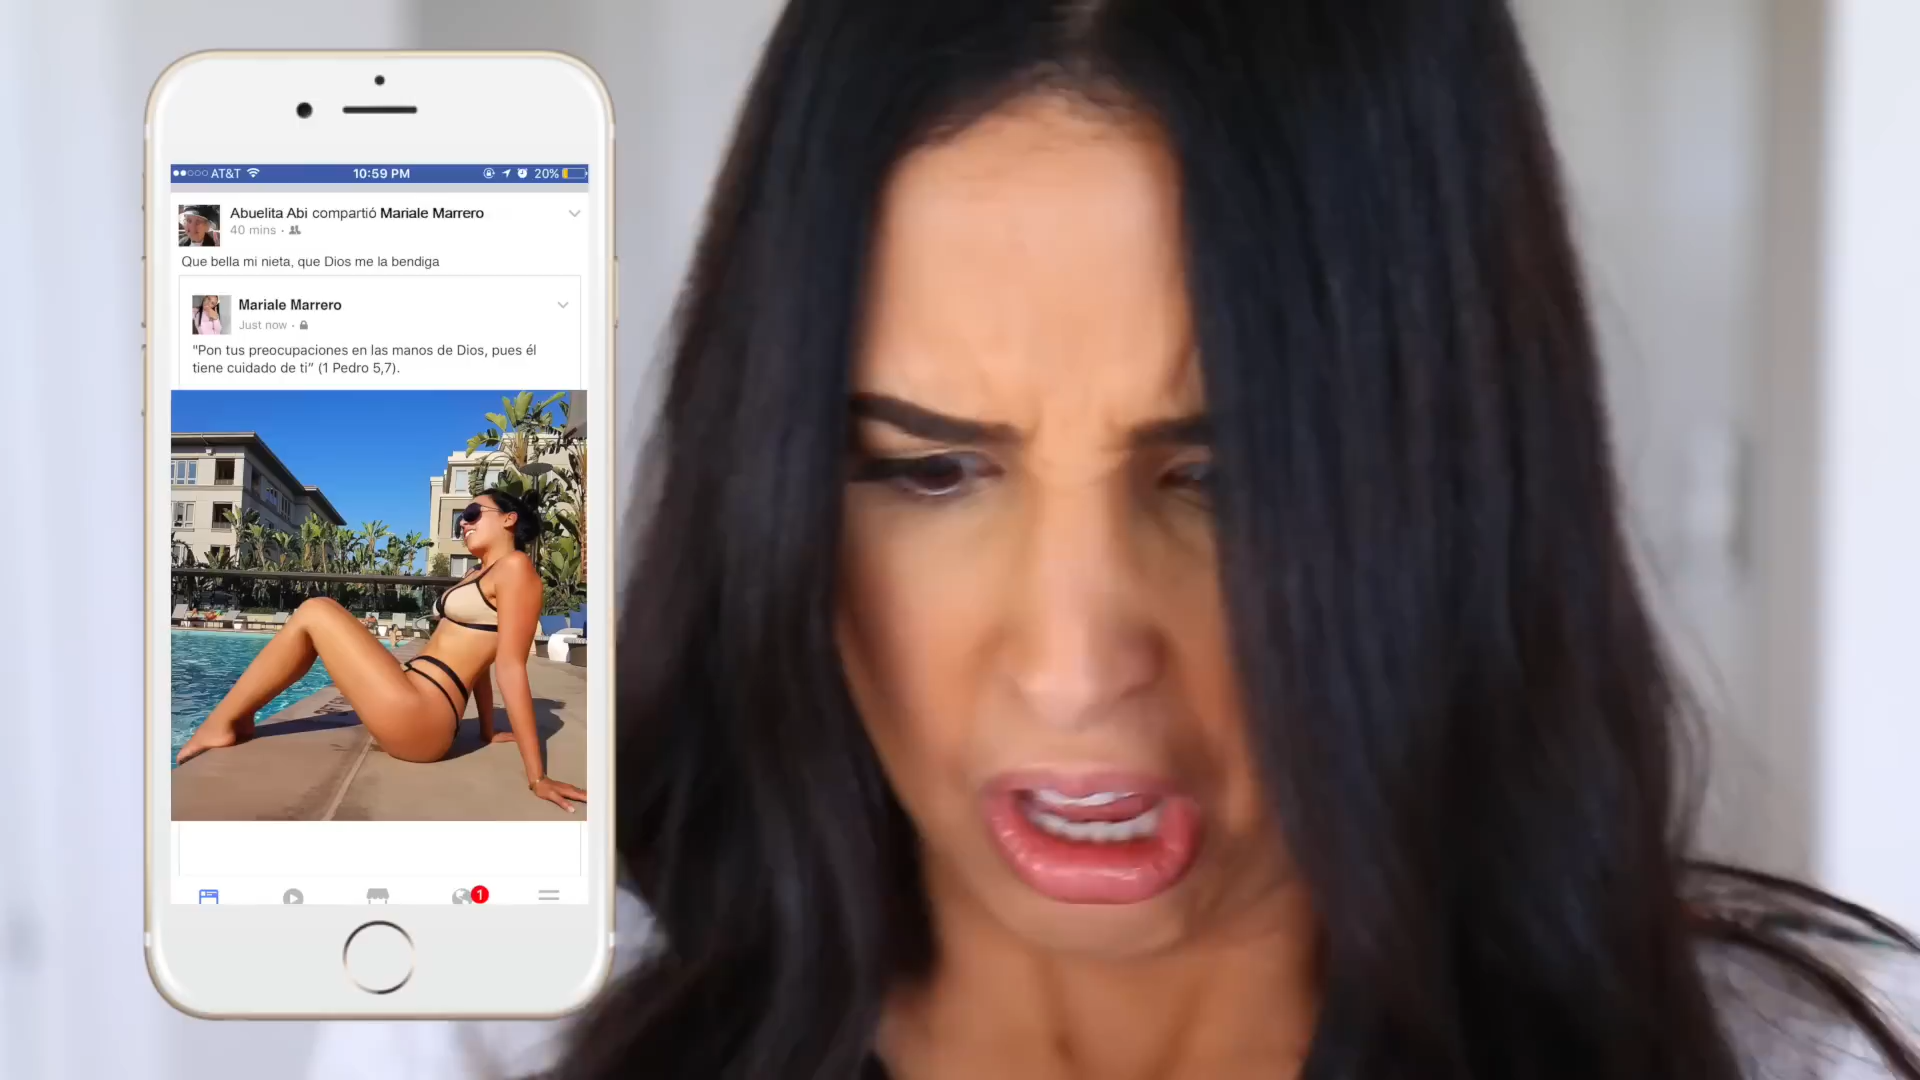 AT&T 10:59 PM 20%
Abuelita Abi compartió Mariale Marrero
40 mins
Que bella mi nieta, que Dios me la bendiga
Mariale Marrero
Just now
"Pon tus preocupaciones en las manos de Dios, pues él
tiene cuidado de ti” (1 Pedro 5,7).
1